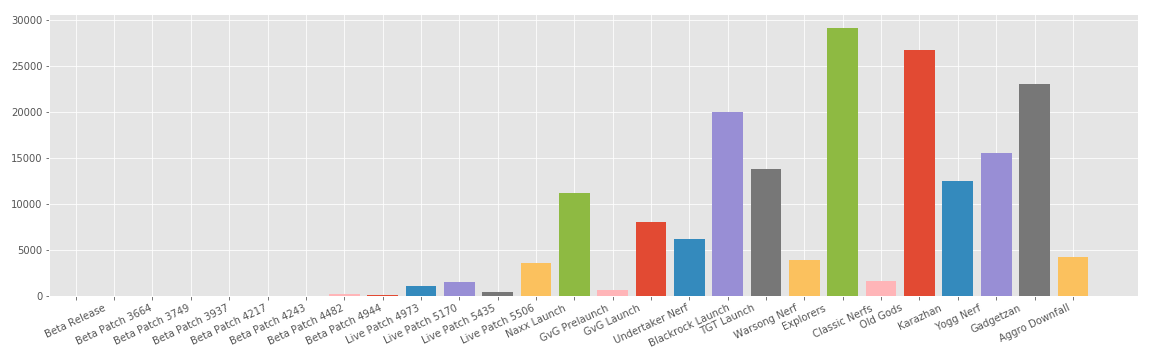 30000
25000
20000
15000
10000
5000
0
Beta Release
Beta Patch 3664
Beta Patch 3749
Beta Patch 3937
Beta Patch 4217
Beta Patch 4243
Beta Patch 4482
Beta Patch 4944
Live Patch 4973
Live Patch 5170
Live Patch 5435
Live Patch 5506
Naxx Launch
GvG Prelaunch
GvG Launch
Undertaker Nerf
Blackrock Launch
TGT Launch
Warsong Nerf
Explorers
Classic Nerfs
Old Gods
Karazhan
Yogg Nerf
Gadgetzan
Aggro Downfall